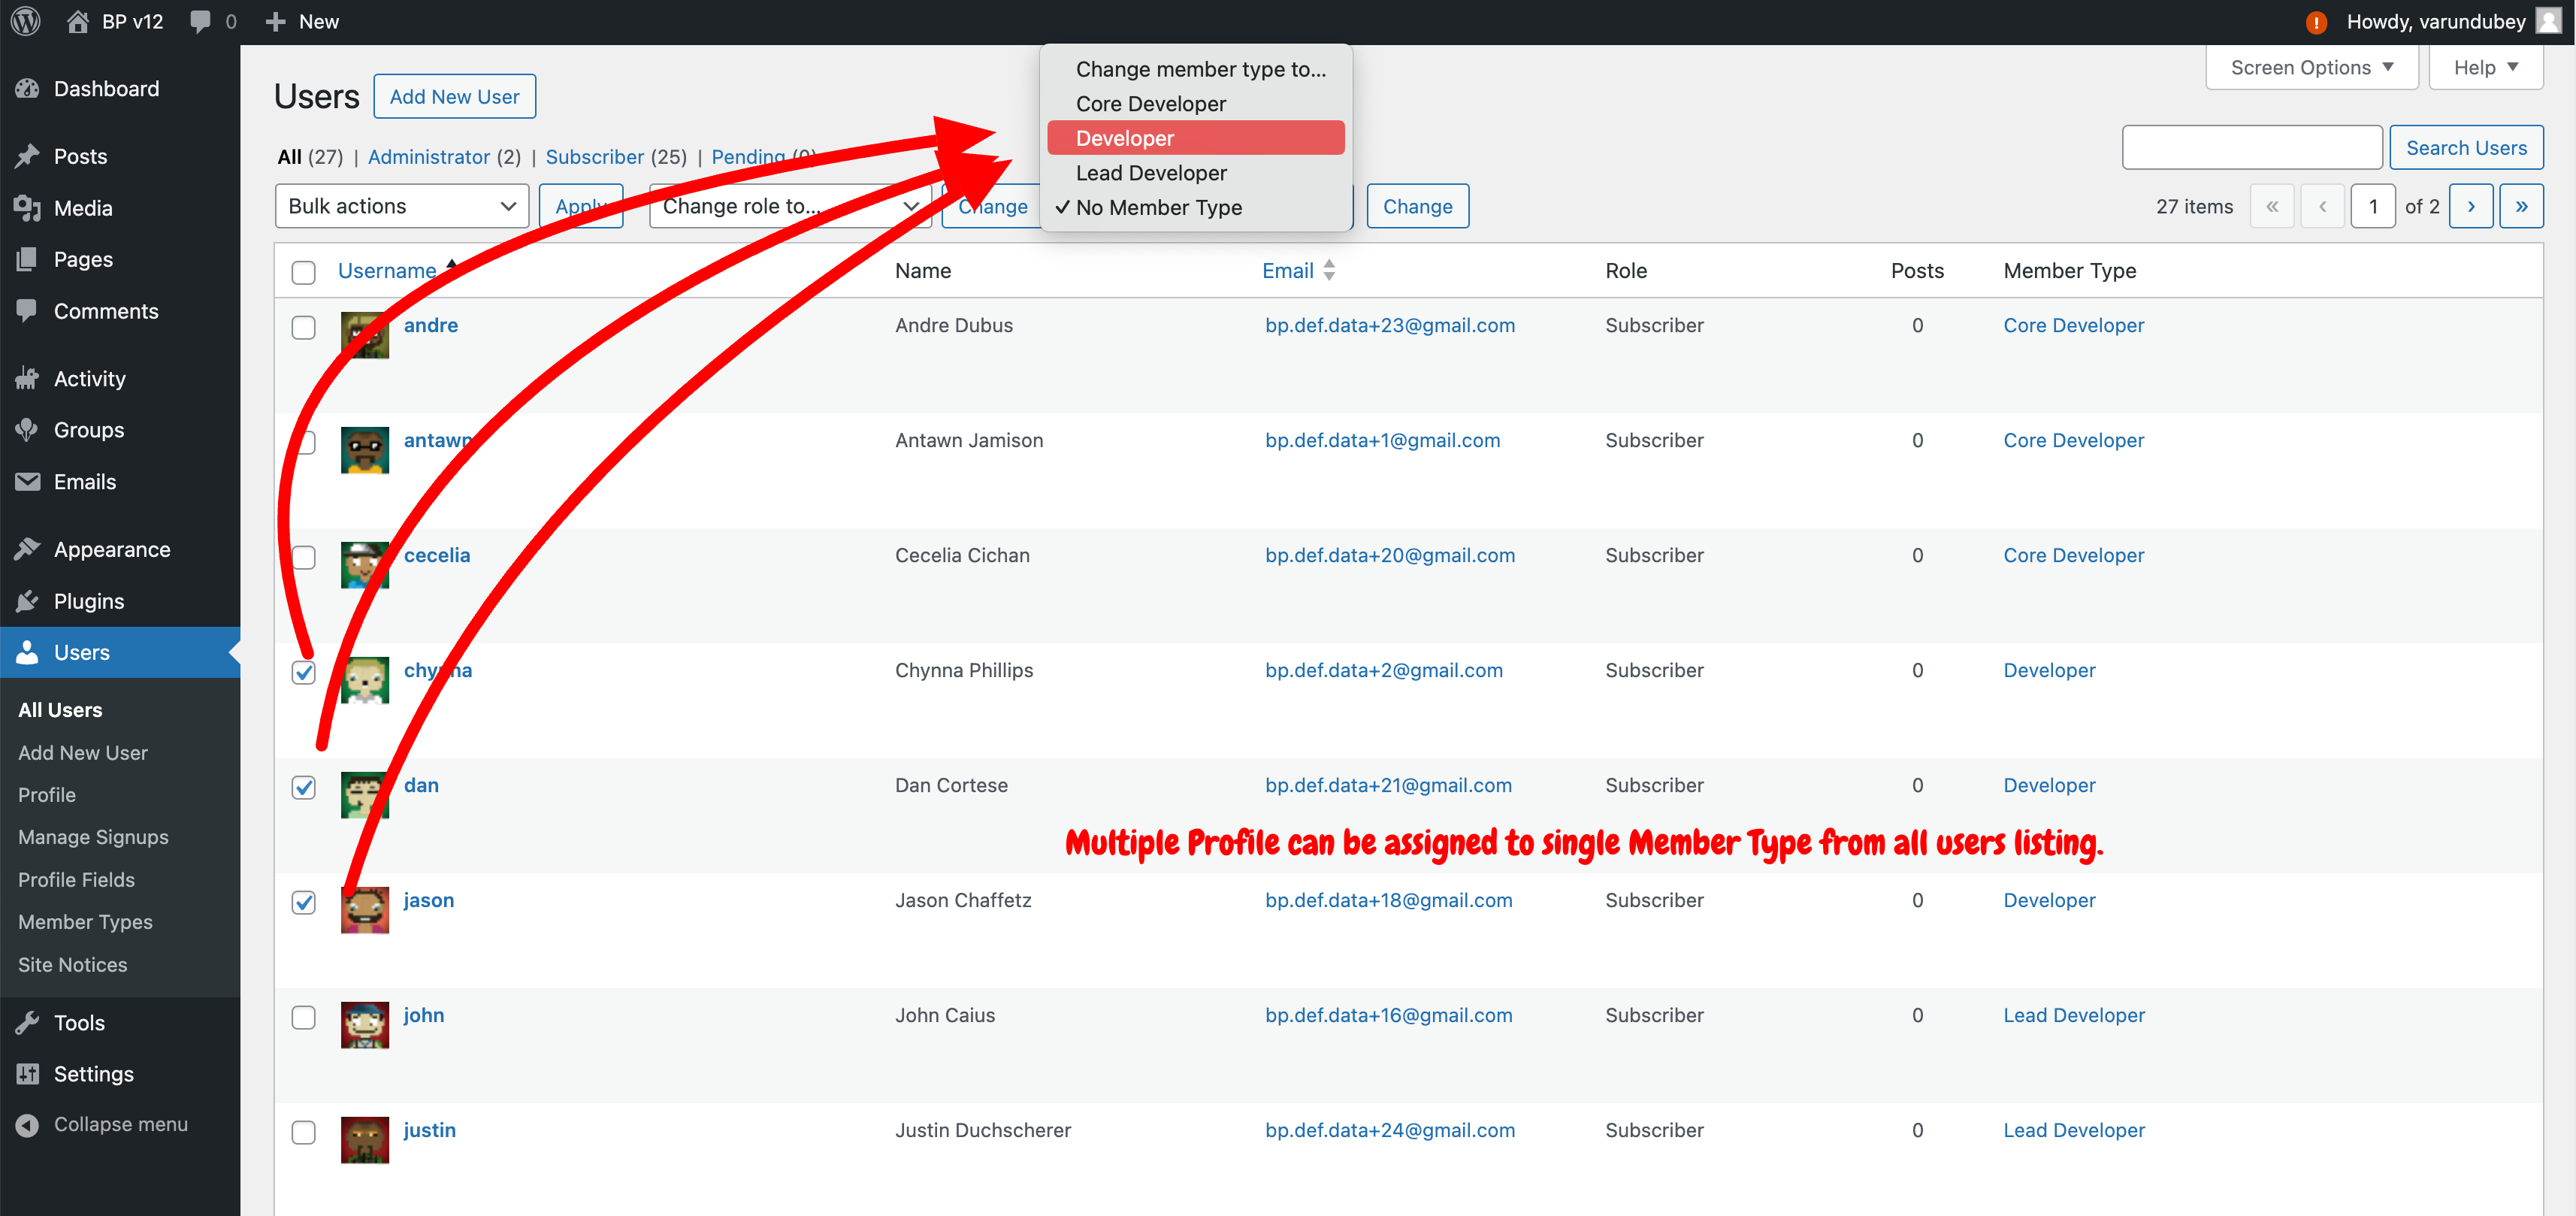 BP v12 0 New Howdy, varundubey
Screen Options Help
Dashboard
Posts
Media
Pages
Comments
Activity
Groups
Emails
Appearance
Plugins
Users
All Users
Add New User
Profile
Manage Signups
Profile Fields
Member Types
Site Notices
Tools
Settings
Collapse menu
Users Add New User
All (27) | Administrator (2) | Subscriber (25) | Pending (0)
Search Users
Bulk actions Apply Change role to... Change
Change member type to...
Core Developer
Developer
Lead Developer
✓ No Member Type
Change
27 items « ‹ 1 of 2 › »
Username Name Email Role Posts Member Type
andre Andre Dubus bp.def.data+23@gmail.com Subscriber 0 Core Developer
antawn Antawn Jamison bp.def.data+1@gmail.com Subscriber 0 Core Developer
cecelia Cecelia Cichan bp.def.data+20@gmail.com Subscriber 0 Core Developer
chynna Chynna Phillips bp.def.data+2@gmail.com Subscriber 0 Developer
dan Dan Cortese bp.def.data+21@gmail.com Subscriber 0 Developer
Multiple Profile can be assigned to single Member Type from all users listing.
jason Jason Chaffetz bp.def.data+18@gmail.com Subscriber 0 Developer
john John Caius bp.def.data+16@gmail.com Subscriber 0 Lead Developer
justin Justin Duchscherer bp.def.data+24@gmail.com Subscriber 0 Lead Developer